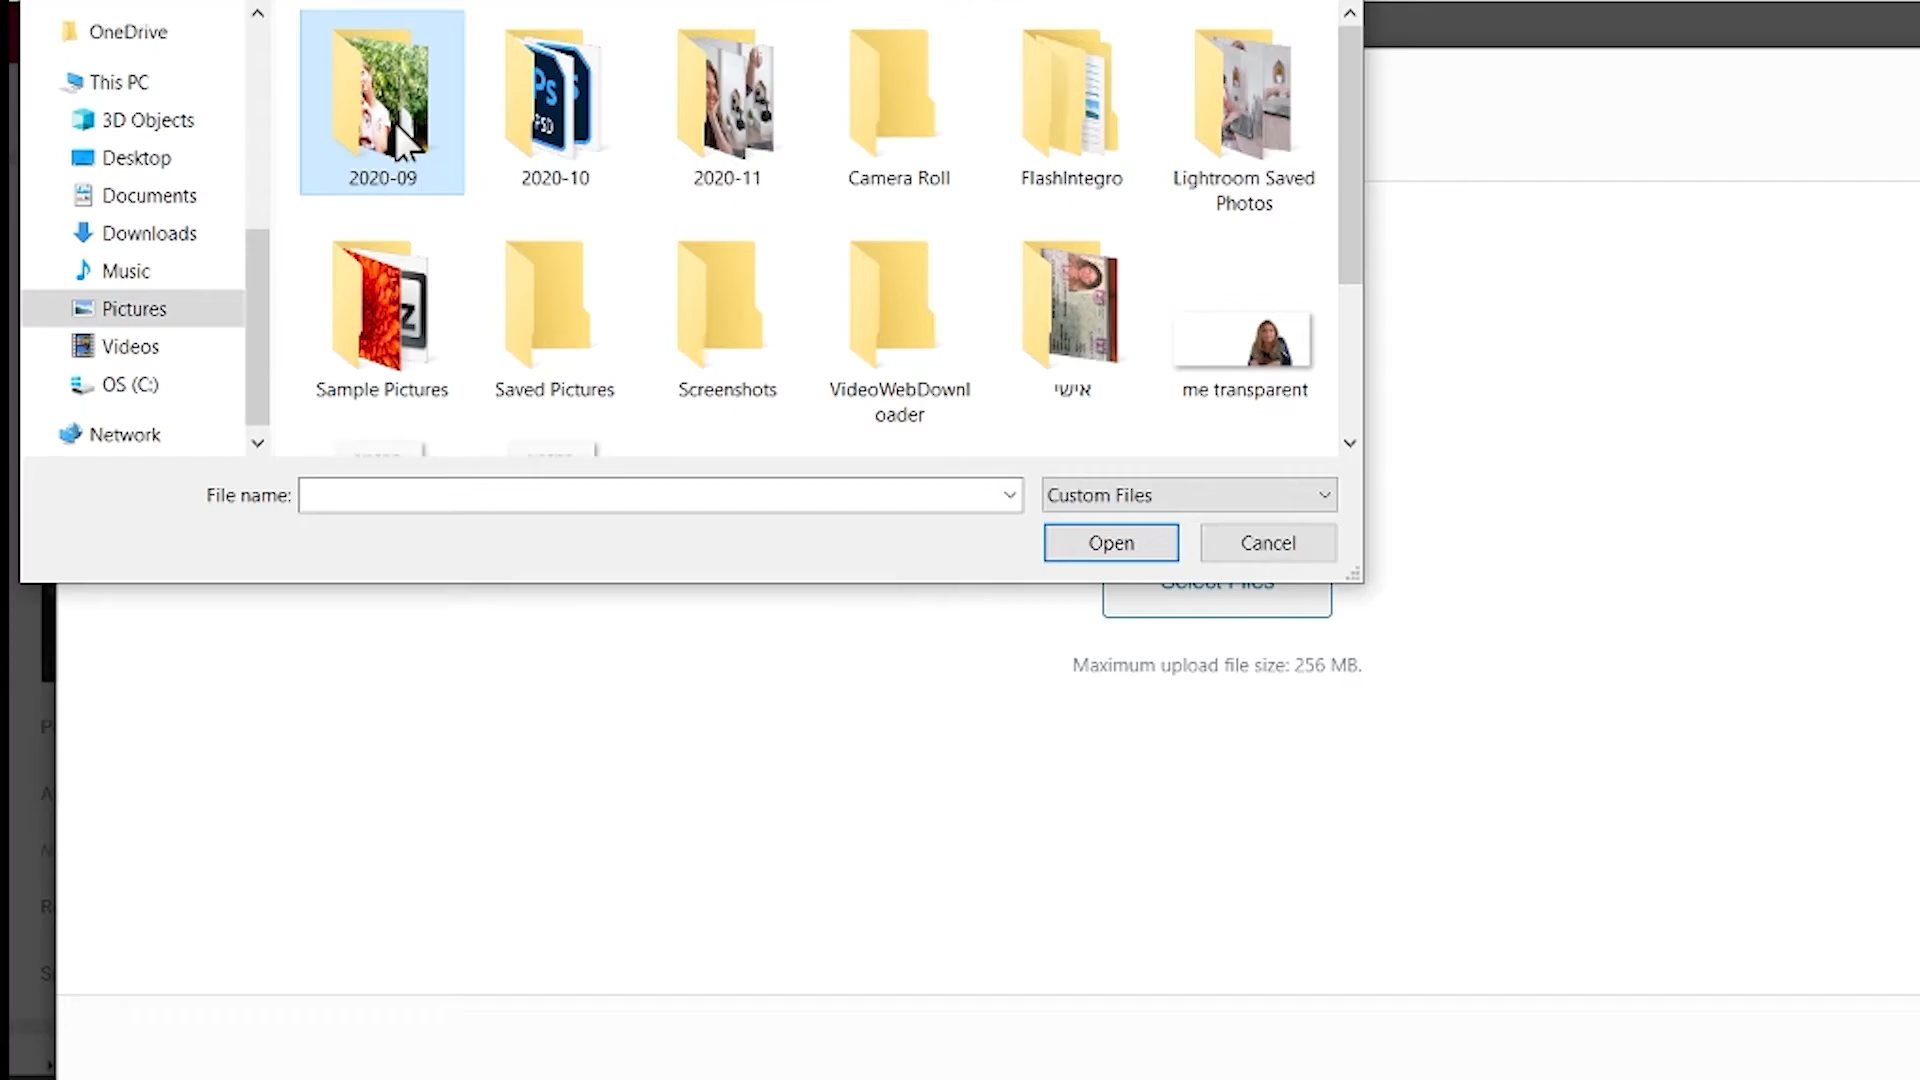 OneDrive
This PC
3D Objects
Desktop
Documents
Downloads
Music
Pictures
Videos
OS (C:)
Network
2020-09
2020-10
2020-11
Camera Roll
FlashIntegro
Lightroom Saved
Photos
Sample Pictures
Saved Pictures
Screenshots
VideoWebDownl
oader
אישי
me transparent
File name:
Custom Files
Open
Cancel
Select Files
Maximum upload file size: 256 MB.